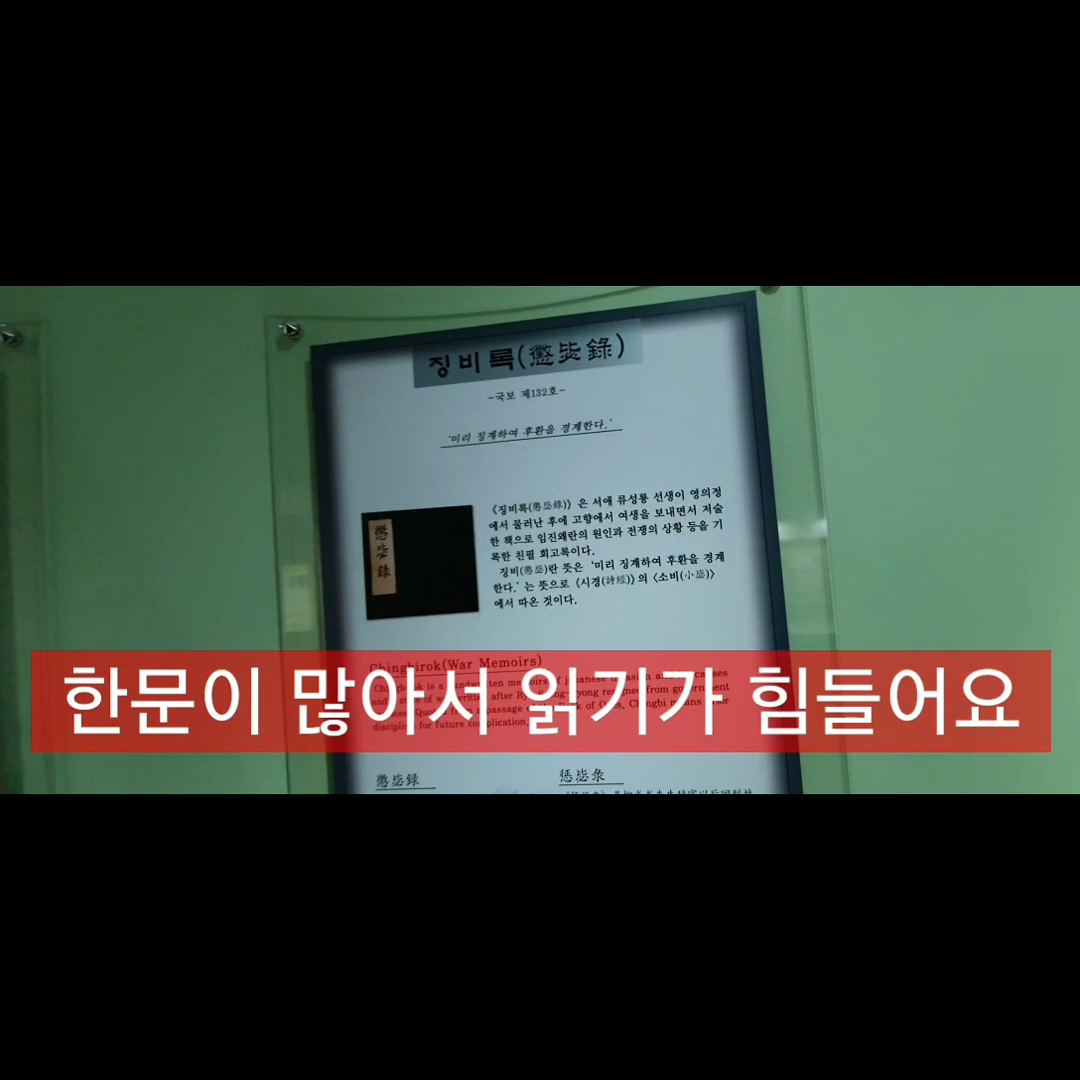 징비록(懲毖錄)
-국보 제132호-
'미리 징계하여 후환을 경계한다.'
《징비록(懲毖錄)》은 서애 류성룡 선생이 영의정
에서 물러난 후에 고향에서 여생을 보내면서 저술
한 책으로 임진왜란의 원인과 전쟁의 상황 등을 기
록한 친필 회고록이다.
징비(懲毖)란 뜻은 '미리 징계하여 후환을 경계
한다.'는 뜻으로 《시경(詩經)》의 〈소비(小毖)〉
에서 따온 것이다.
懲毖錄
Chingbirok(War Memoirs)
한문이 많아서 읽기가 힘들어요
discipline for future complication.
懲毖録
惩毖录